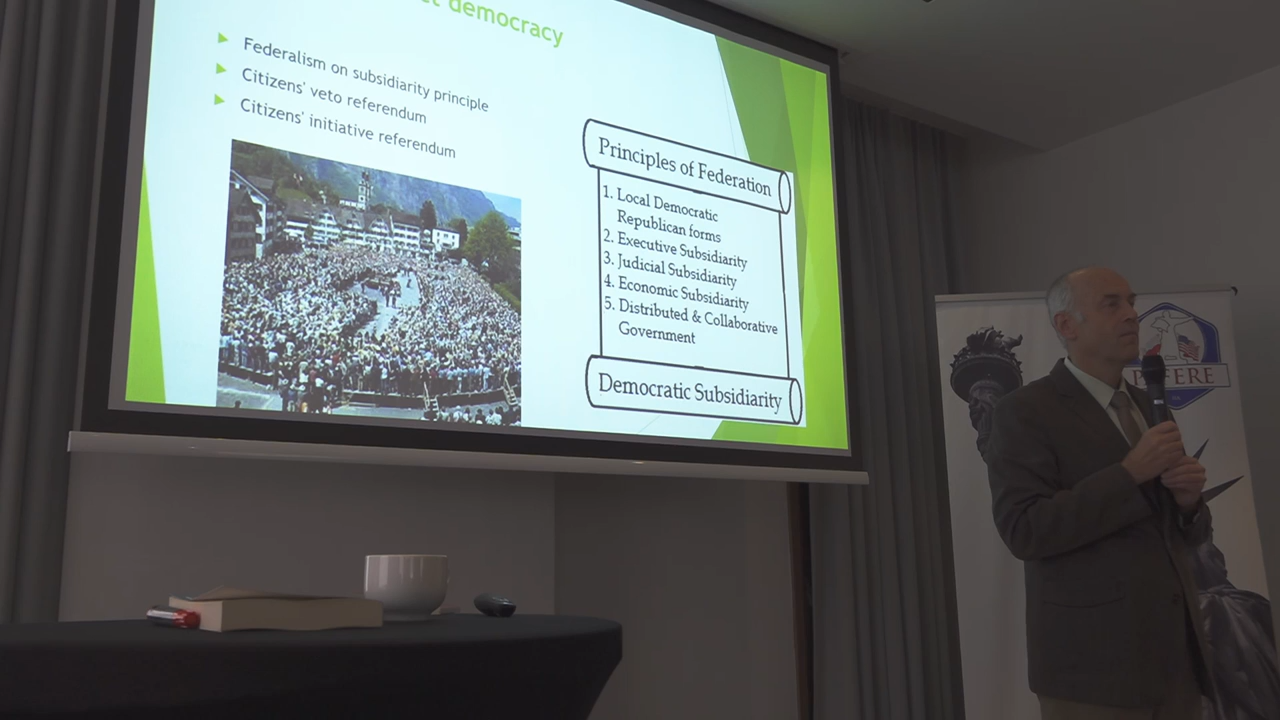 democracy
Federalism on subsidiarity principle
Citizens' veto referendum
Citizens' initiative referendum
Principles of Federation
1. Local Democratic
Republican forms
2. Executive Subsidiarity
3. Judicial Subsidiarity
4. Economic Subsidiarity
5. Distributed & Collaborative
Government
Democratic Subsidiarity